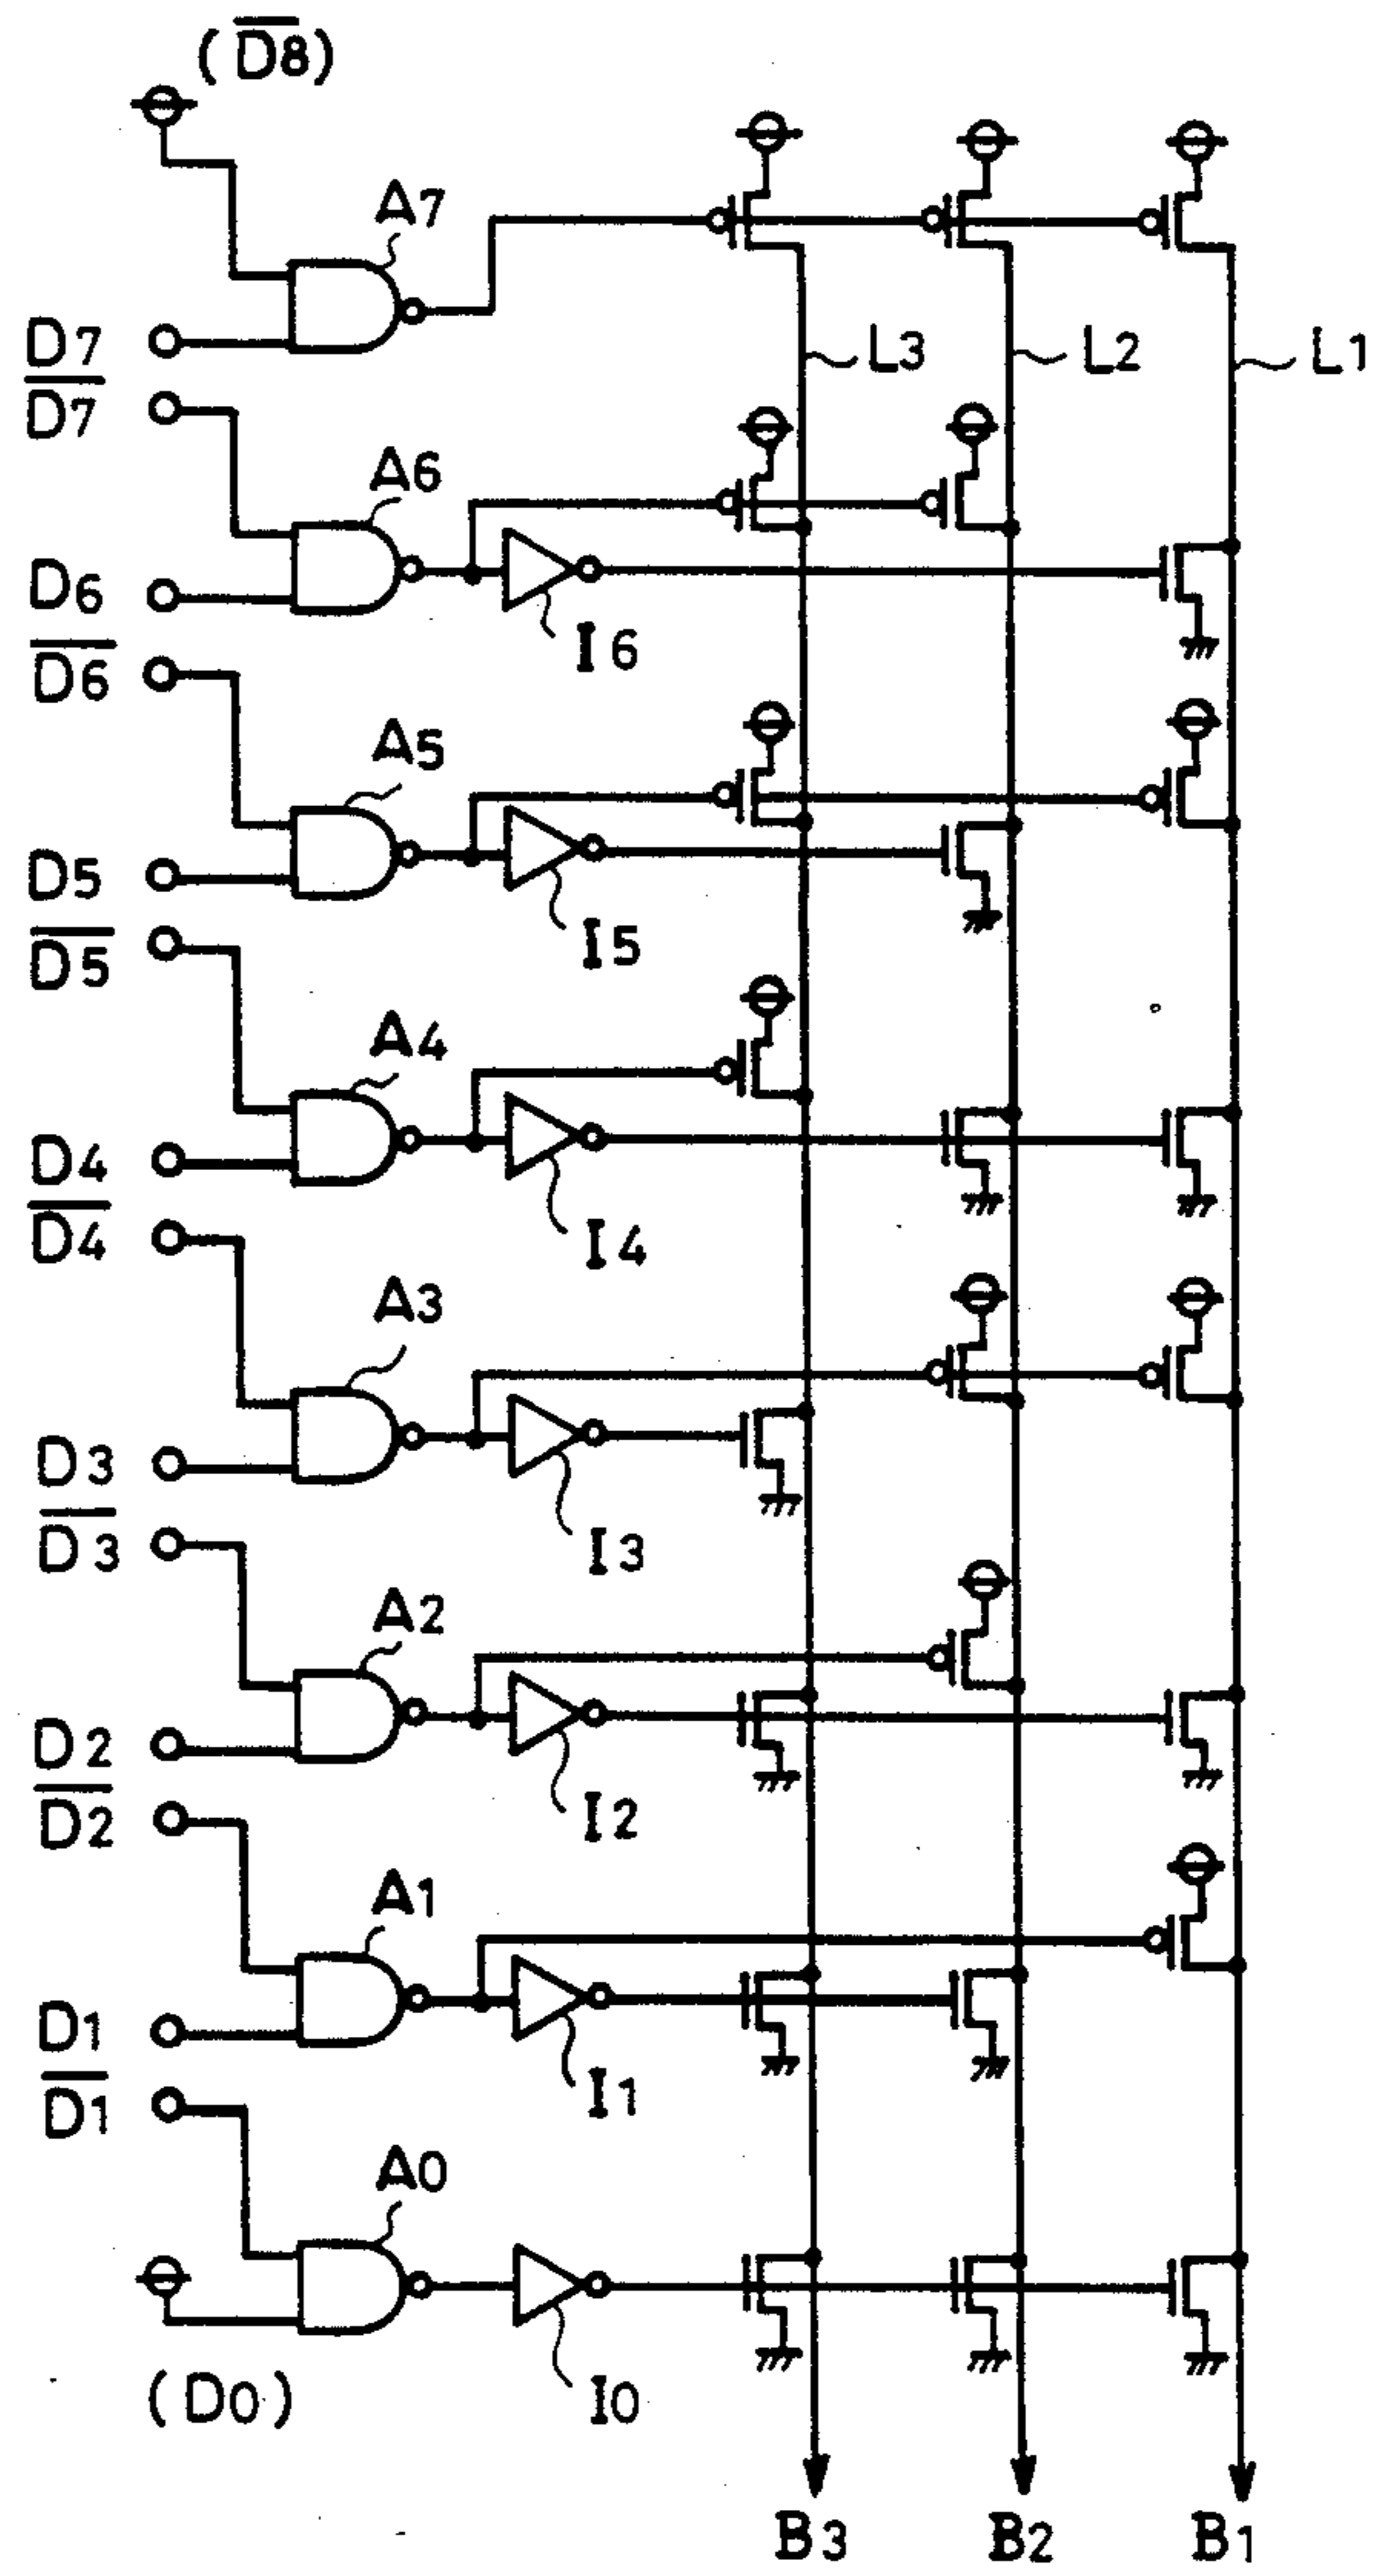 (D̅8̅)
A7
D7
L3
L2
L1
D̅7̅
A6
D6
I6
D̅6̅
A5
D5
I5
D̅5̅
A4
D4
I4
D̅4̅
A3
D3
I3
D̅3̅
A2
D2
I2
D̅2̅
A1
D1
I1
D̅1̅
A0
(D0)
I0
B3
B2
B1